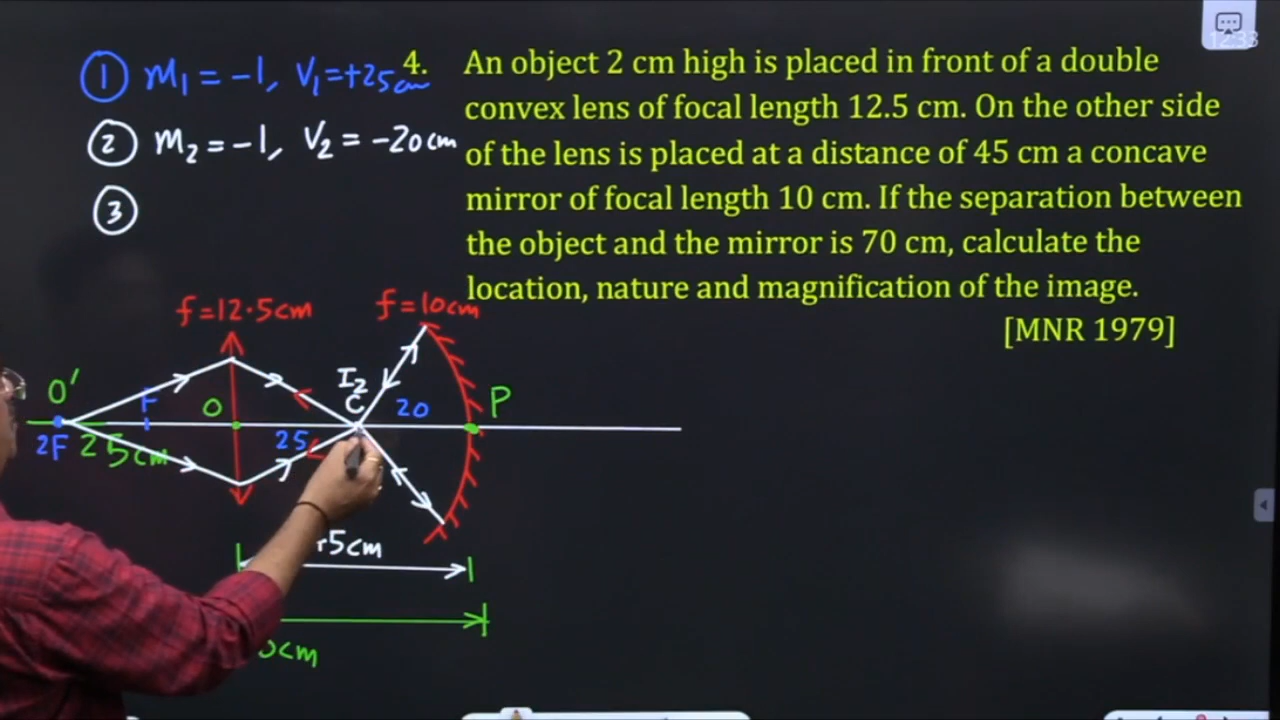 ① m₁ = -1, V₁ = +25cm
② m₂ = -1, V₂ = -20cm
③
4. An object 2 cm high is placed in front of a double
convex lens of focal length 12.5 cm. On the other side
of the lens is placed at a distance of 45 cm a concave
mirror of focal length 10 cm. If the separation between
the object and the mirror is 70 cm, calculate the
location, nature and magnification of the image.
[MNR 1979]
12:33
f=12.5cm
f=10cm
O'
F
O
I₂
C
20
P
2F
25cm
25
5cm
0cm